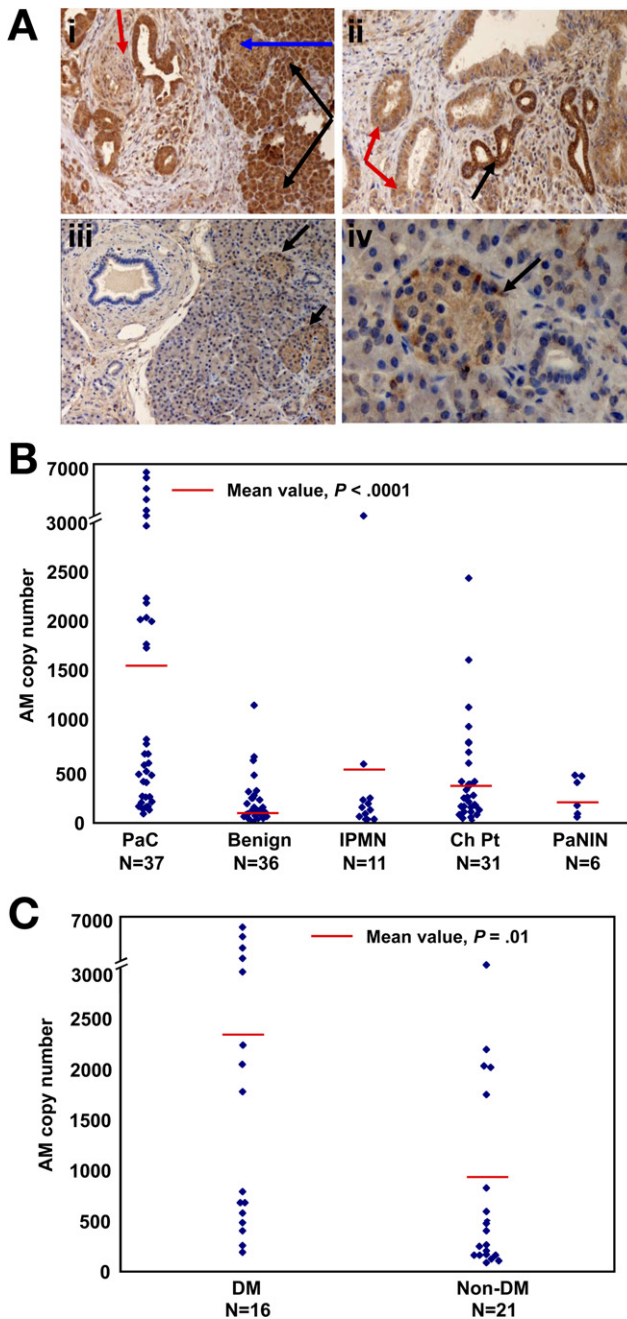 A
i
ii
iii
iv
B
7000
Mean value, P < .0001
3000
2500
2000
1500
1000
500
0
AM copy number
PaC Benign IPMN Ch Pt PaNIN
N=37 N=36 N=11 N=31 N=6
C
7000
Mean value, P = .01
3000
2500
2000
1000
500
0
AM copy number
DM Non-DM
N=16 N=21